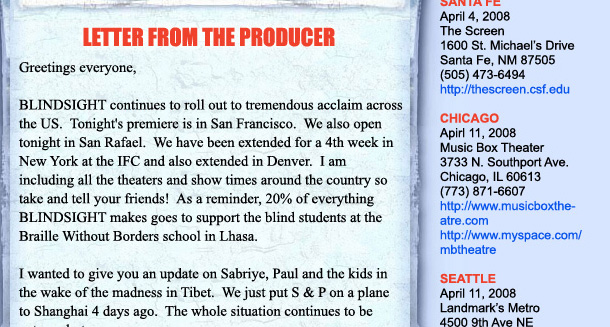 LETTER FROM THE PRODUCER
Greetings everyone,
BLINDSIGHT continues to roll out to tremendous acclaim across
the US.  Tonight's premiere is in San Francisco.  We also open
tonight in San Rafael.  We have been extended for a 4th week in
New York at the IFC and also extended in Denver.  I am
including all the theaters and show times around the country so
take and tell your friends!  As a reminder, 20% of everything
BLINDSIGHT makes goes to support the blind students at the
Braille Without Borders school in Lhasa.
I wanted to give you an update on Sabriye, Paul and the kids in
the wake of the madness in Tibet.  We just put S & P on a plane
to Shanghai 4 days ago.  The whole situation continues to be
SANTA FE
April 4, 2008
The Screen
1600 St. Michael's Drive
Santa Fe, NM 87505
(505) 473-6494
http://thescreen.csf.edu
CHICAGO
Apirl 11, 2008
Music Box Theater
3733 N. Southport Ave.
Chicago, IL 60613
(773) 871-6607
http://www.musicboxthe-
atre.com
http://www.myspace.com/
mbtheatre
SEATTLE
April 11, 2008
Landmark's Metro
4500 9th Ave NE